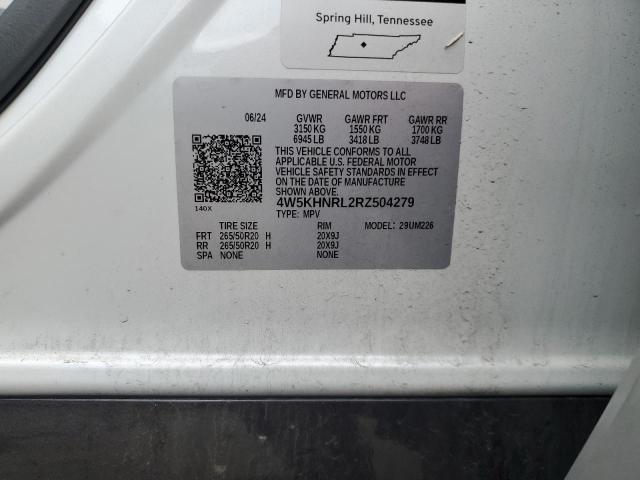 Spring Hill, Tennessee
MFD BY GENERAL MOTORS LLC
06/24 GVWR GAWR FRT GAWR RR
3150 KG 1550 KG 1700 KG
6945 LB 3418 LB 3748 LB
THIS VEHICLE CONFORMS TO ALL
APPLICABLE U.S. FEDERAL MOTOR
VEHICLE SAFETY STANDARDS IN EFFECT
ON THE DATE OF MANUFACTURE
SHOWN ABOVE.
4W5KHNRL2RZ504279
140X TYPE: MPV
TIRE SIZE RIM MODEL: 29UM226
FRT 265/50R20 H 20X9J
RR 265/50R20 H 20X9J
SPA NONE NONE